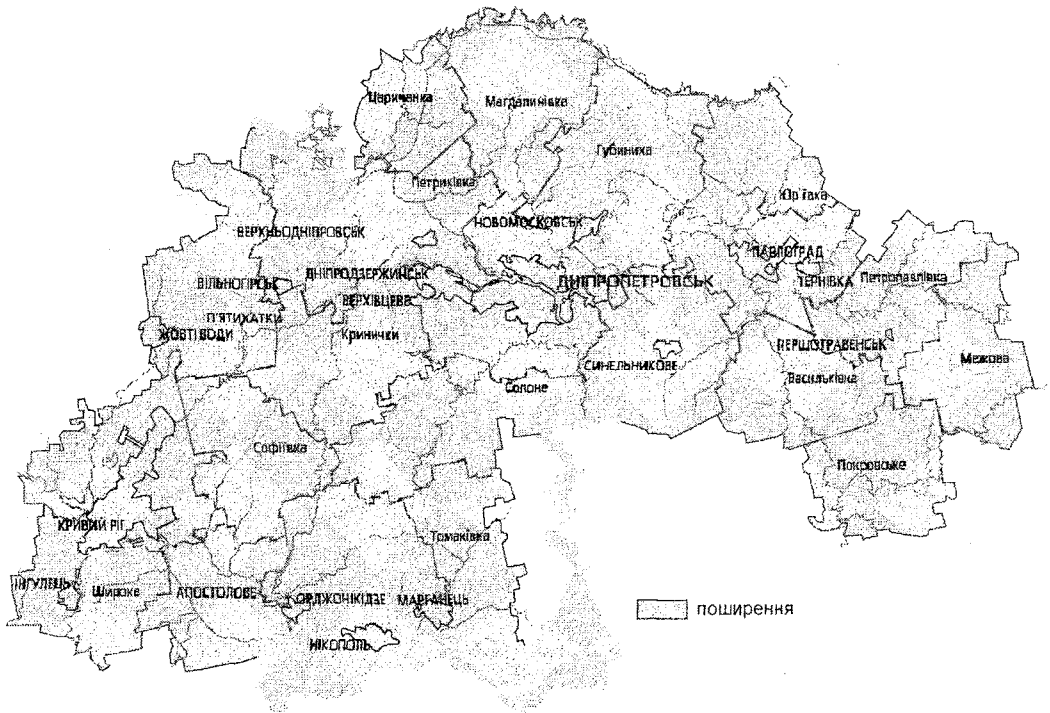 Царичанка
Магдалинівка
Губиниха
Петриківка
Юр'ївка
НОВОМОСКОВСЬК
ВЕРХНЬОДНІПРОВСЬК
ПАВЛОГРАД
ДНІПРОДЗЕРЖИНСЬК
ДНІПРОПЕТРОВСЬК
ТЕРНІВКА
Петропавлівка
ВІЛЬНОГІРСЬК
ВЕРХІВЦЕВЕ
П'ЯТИХАТКИ
ЖОВТІ ВОДИ
Кринички
ПЕРШОТРАВЕНСЬК
Межова
СИНЕЛЬНИКОВЕ
Васильківка
Солоне
Софіївка
Покровське
КРИВИЙ РІГ
Томаківка
ІНГУЛЕЦЬ
Широке
АПОСТОЛОВЕ
ОРДЖОНІКІДЗЕ
МАРГАНЕЦЬ
поширення
НІКОПОЛЬ